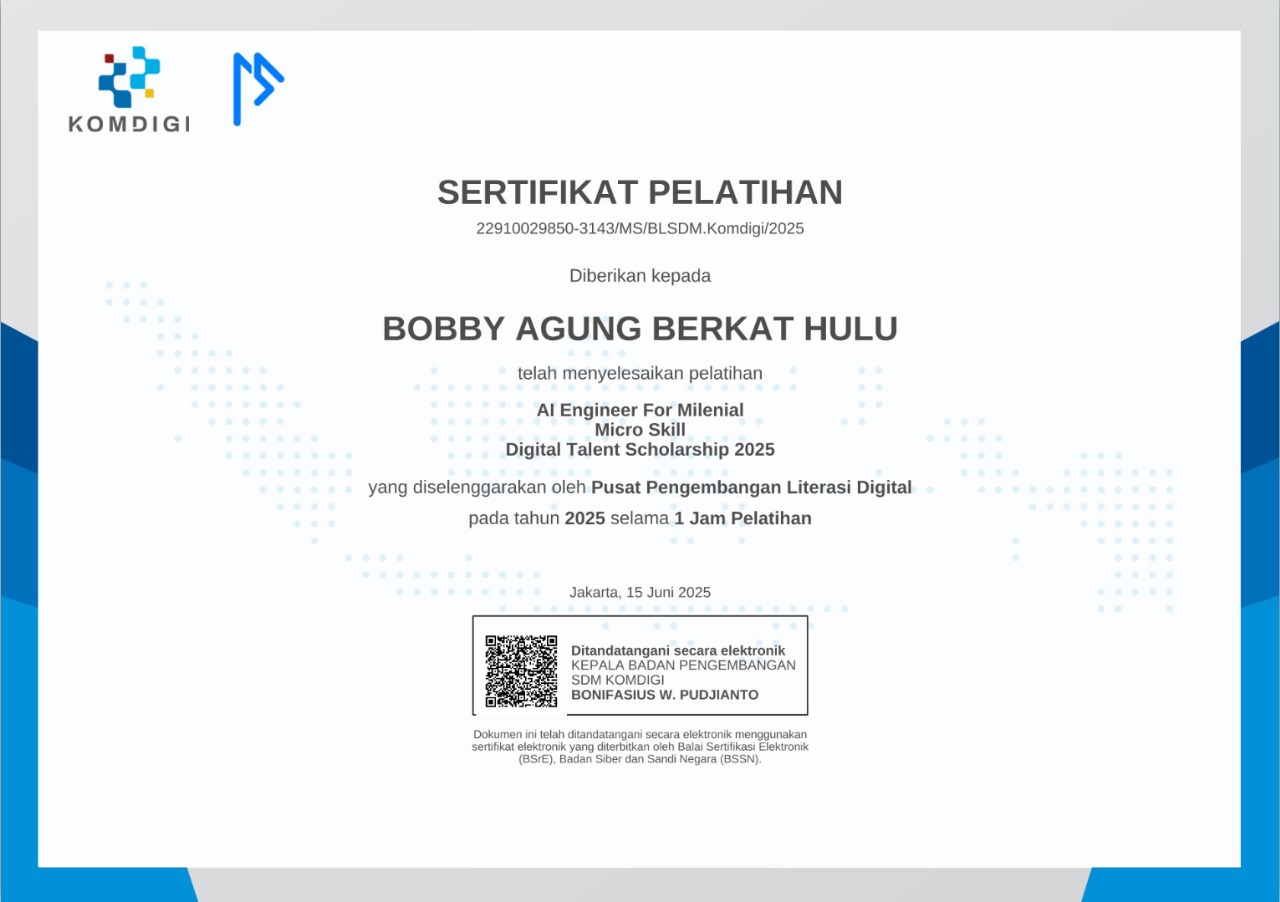 KOMDIGI
SERTIFIKAT PELATIHAN
22910029850-3143/MS/BLSDM.Komdigi/2025
Diberikan kepada
BOBBY AGUNG BERKAT HULU
telah menyelesaikan pelatihan
AI Engineer For Milenial
Micro Skill
Digital Talent Scholarship 2025
yang diselenggarakan oleh Pusat Pengembangan Literasi Digital
pada tahun 2025 selama 1 Jam Pelatihan
Jakarta, 15 Juni 2025
Ditandatangani secara elektronik
KEPALA BADAN PENGEMBANGAN
SDM KOMDIGI
BONIFASIUS W. PUDJIANTO
Dokumen ini telah ditandatangani secara elektronik menggunakan
sertifikat elektronik yang diterbitkan oleh Balai Sertifikasi Elektronik
(BSrE), Badan Siber dan Sandi Negara (BSSN).